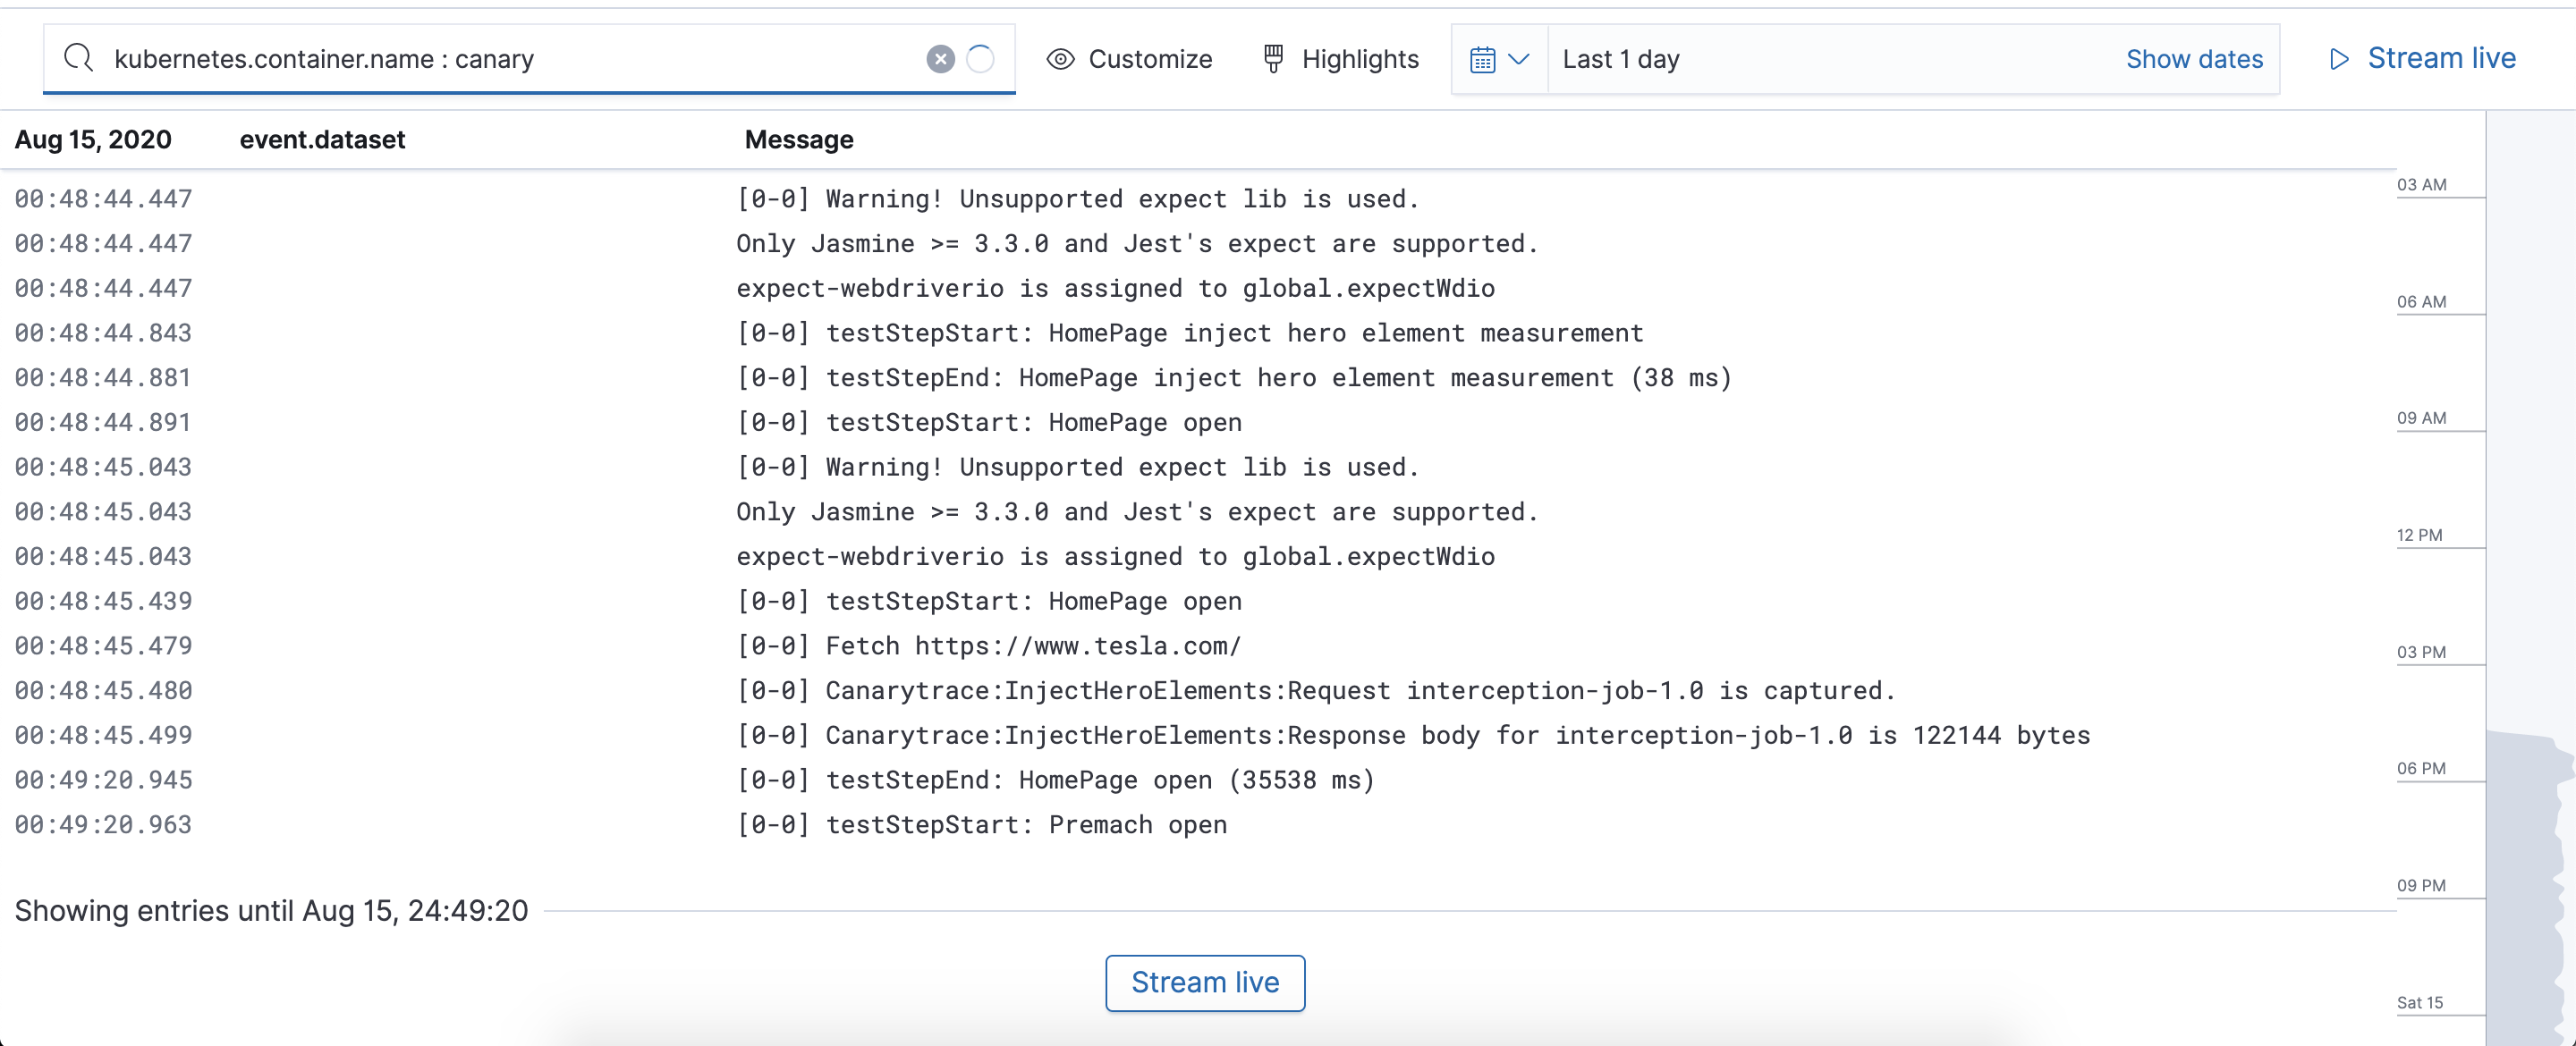 kubernetes.container.name : canary Customize Highlights Last 1 day Show dates Stream live
Aug 15, 2020 event.dataset Message
00:48:44.447 [0-0] Warning! Unsupported expect lib is used.
00:48:44.447 Only Jasmine >= 3.3.0 and Jest's expect are supported.
00:48:44.447 expect-webdriverio is assigned to global.expectWdio
00:48:44.843 [0-0] testStepStart: HomePage inject hero element measurement
00:48:44.881 [0-0] testStepEnd: HomePage inject hero element measurement (38 ms)
00:48:44.891 [0-0] testStepStart: HomePage open
00:48:45.043 [0-0] Warning! Unsupported expect lib is used.
00:48:45.043 Only Jasmine >= 3.3.0 and Jest's expect are supported.
00:48:45.043 expect-webdriverio is assigned to global.expectWdio
00:48:45.439 [0-0] testStepStart: HomePage open
00:48:45.479 [0-0] Fetch https://www.tesla.com/
00:48:45.480 [0-0] Canarytrace:InjectHeroElements:Request interception-job-1.0 is captured.
00:48:45.499 [0-0] Canarytrace:InjectHeroElements:Response body for interception-job-1.0 is 122144 bytes
00:49:20.945 [0-0] testStepEnd: HomePage open (35538 ms)
00:49:20.963 [0-0] testStepStart: Premach open
Showing entries until Aug 15, 24:49:20
Stream live
03 AM
06 AM
09 AM
12 PM
03 PM
06 PM
09 PM
Sat 15